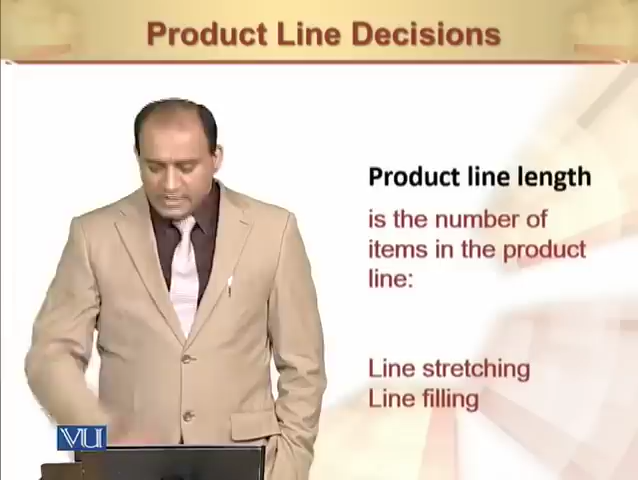 Product Line Decisions
Product line length
is the number of
items in the product
line:
Line stretching
Line filling
VU